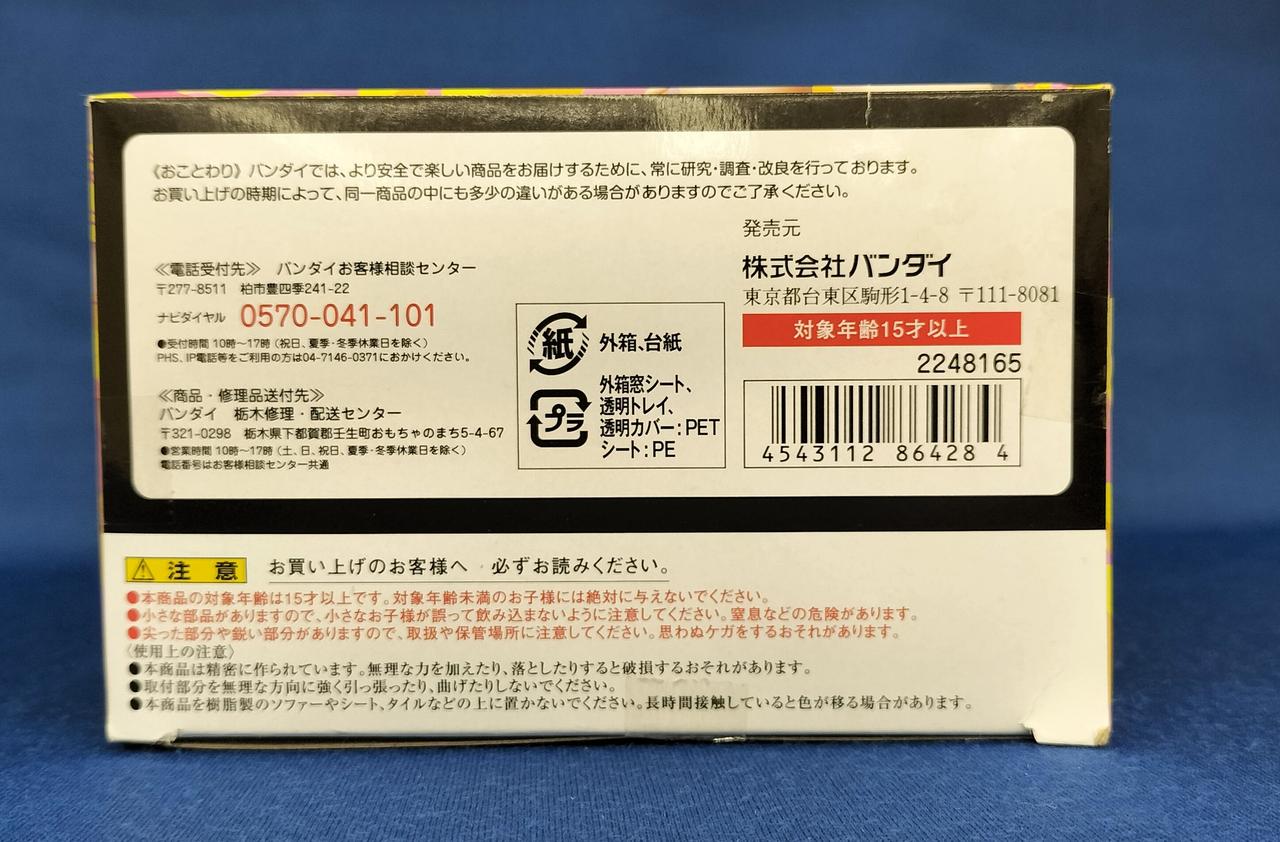 《おことわり》バンダイでは、より安全で楽しい商品をお届けするために、常に研究・調査・改良を行っております。
お買い上げの時期によって、同一商品の中にも多少の違いがある場合がありますのでご了承ください。
≪電話受付先≫　バンダイお客様相談センター
〒277-8511　柏市豊四季241-22
ナビダイヤル 0570-041-101
●受付時間 10時〜17時（祝日、夏季・冬季休業日を除く）
PHS、IP電話等をご利用の方は04-7146-0371におかけください。
≪商品・修理品送付先≫
バンダイ　栃木修理・配送センター
〒321-0298　栃木県下都賀郡壬生町おもちゃのまち5-4-67
●営業時間 10時〜17時（土、日、祝日、夏季・冬季休業日を除く）
電話番号はお客様相談センター共通
紙 外箱、台紙
プラ 外箱窓シート、
透明トレイ、
透明カバー：PET
シート：PE
発売元
株式会社バンダイ
東京都台東区駒形1-4-8 〒111-8081
対象年齢15才以上
2248165
4543112 86428 4
注意 お買い上げのお客様へ 必ずお読みください。
●本商品の対象年齢は15才以上です。対象年齢未満のお子様には絶対に与えないでください。
●小さな部品がありますので、小さなお子様が誤って飲み込まないように注意してください。窒息などの危険があります。
●尖った部分や鋭い部分がありますので、取扱や保管場所に注意してください。思わぬケガをするおそれがあります。
〈使用上の注意〉
●本商品は精密に作られています。無理な力を加えたり、落としたりすると破損するおそれがあります。
●取付部分を無理な方向に強く引っ張ったり、曲げたりしないでください。
●本商品を樹脂製のソファーやシート、タイルなどの上に置かないでください。長時間接触していると色が移る場合があります。